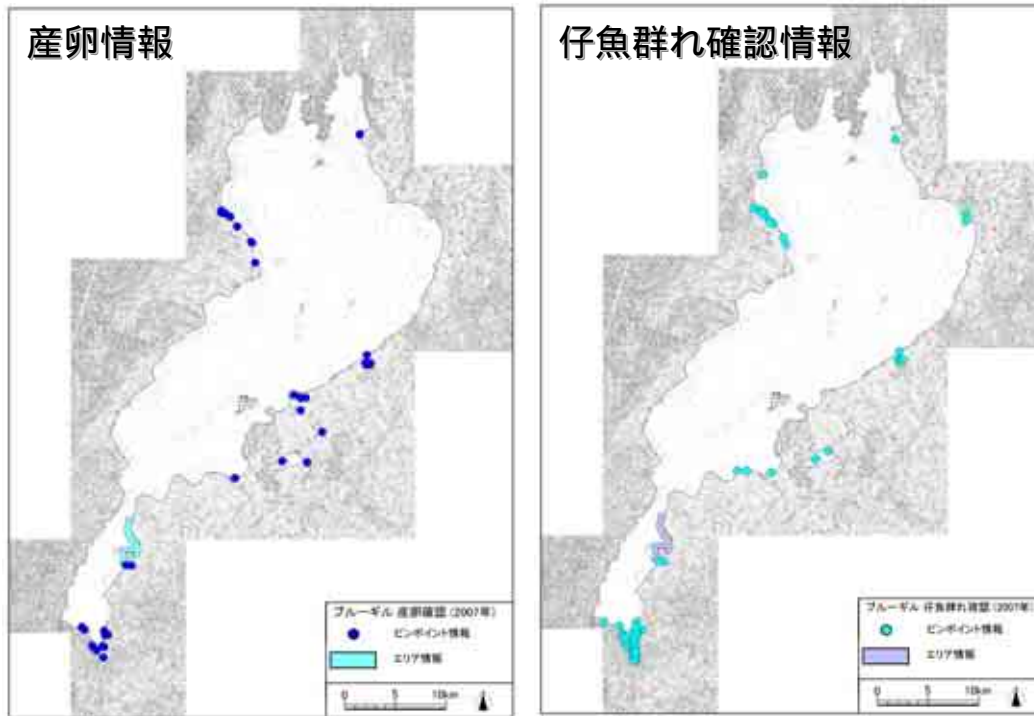 産卵情報
ブルーギル 産卵確認 (2007年)
ピンポイント情報
エリア情報
0 5 10km
仔魚群れ確認情報
ブルーギル 仔魚群れ確認 (2007年)
ピンポイント情報
エリア情報
0 5 10km